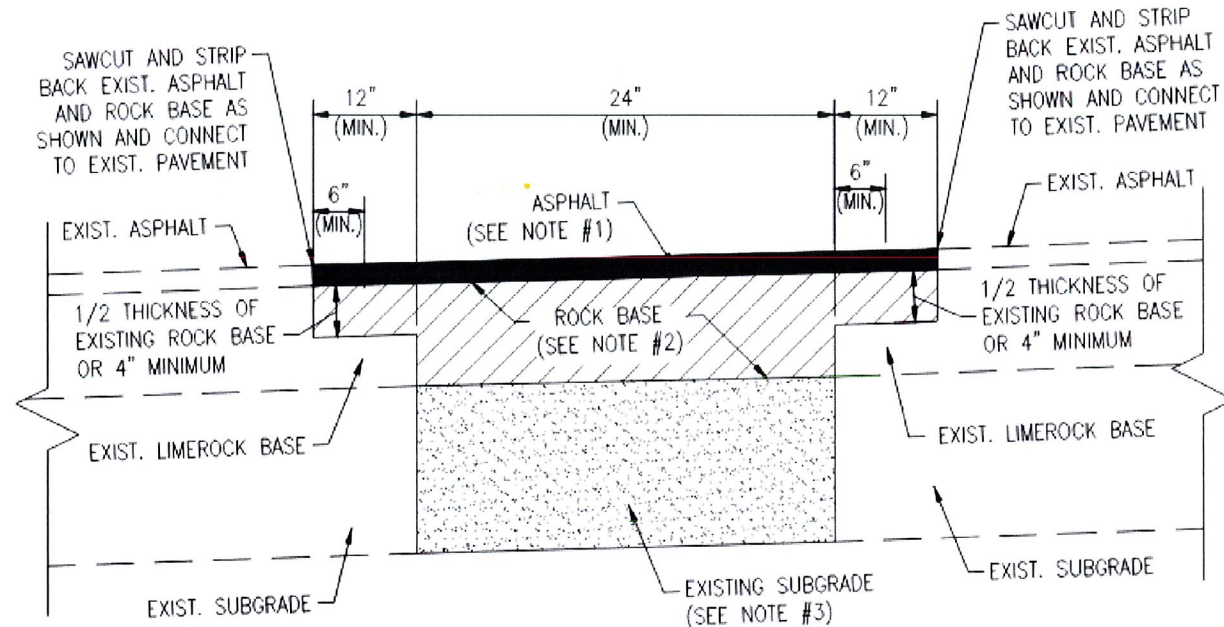 SAWCUT AND STRIP
BACK EXIST. ASPHALT
AND ROCK BASE AS
SHOWN AND CONNECT
TO EXIST. PAVEMENT
12"
(MIN.)
24"
(MIN.)
12"
(MIN.)
SAWCUT AND STRIP
BACK EXIST. ASPHALT
AND ROCK BASE AS
SHOWN AND CONNECT
TO EXIST. PAVEMENT
6"
(MIN.)
6"
(MIN.)
EXIST. ASPHALT
ASPHALT
(SEE NOTE #1)
EXIST. ASPHALT
1/2 THICKNESS OF
EXISTING ROCK BASE
OR 4" MINIMUM
ROCK BASE
(SEE NOTE #2)
1/2 THICKNESS OF
EXISTING ROCK BASE
OR 4" MINIMUM
EXIST. LIMEROCK BASE
EXIST. LIMEROCK BASE
EXIST. SUBGRADE
EXISTING SUBGRADE
(SEE NOTE #3)
EXIST. SUBGRADE